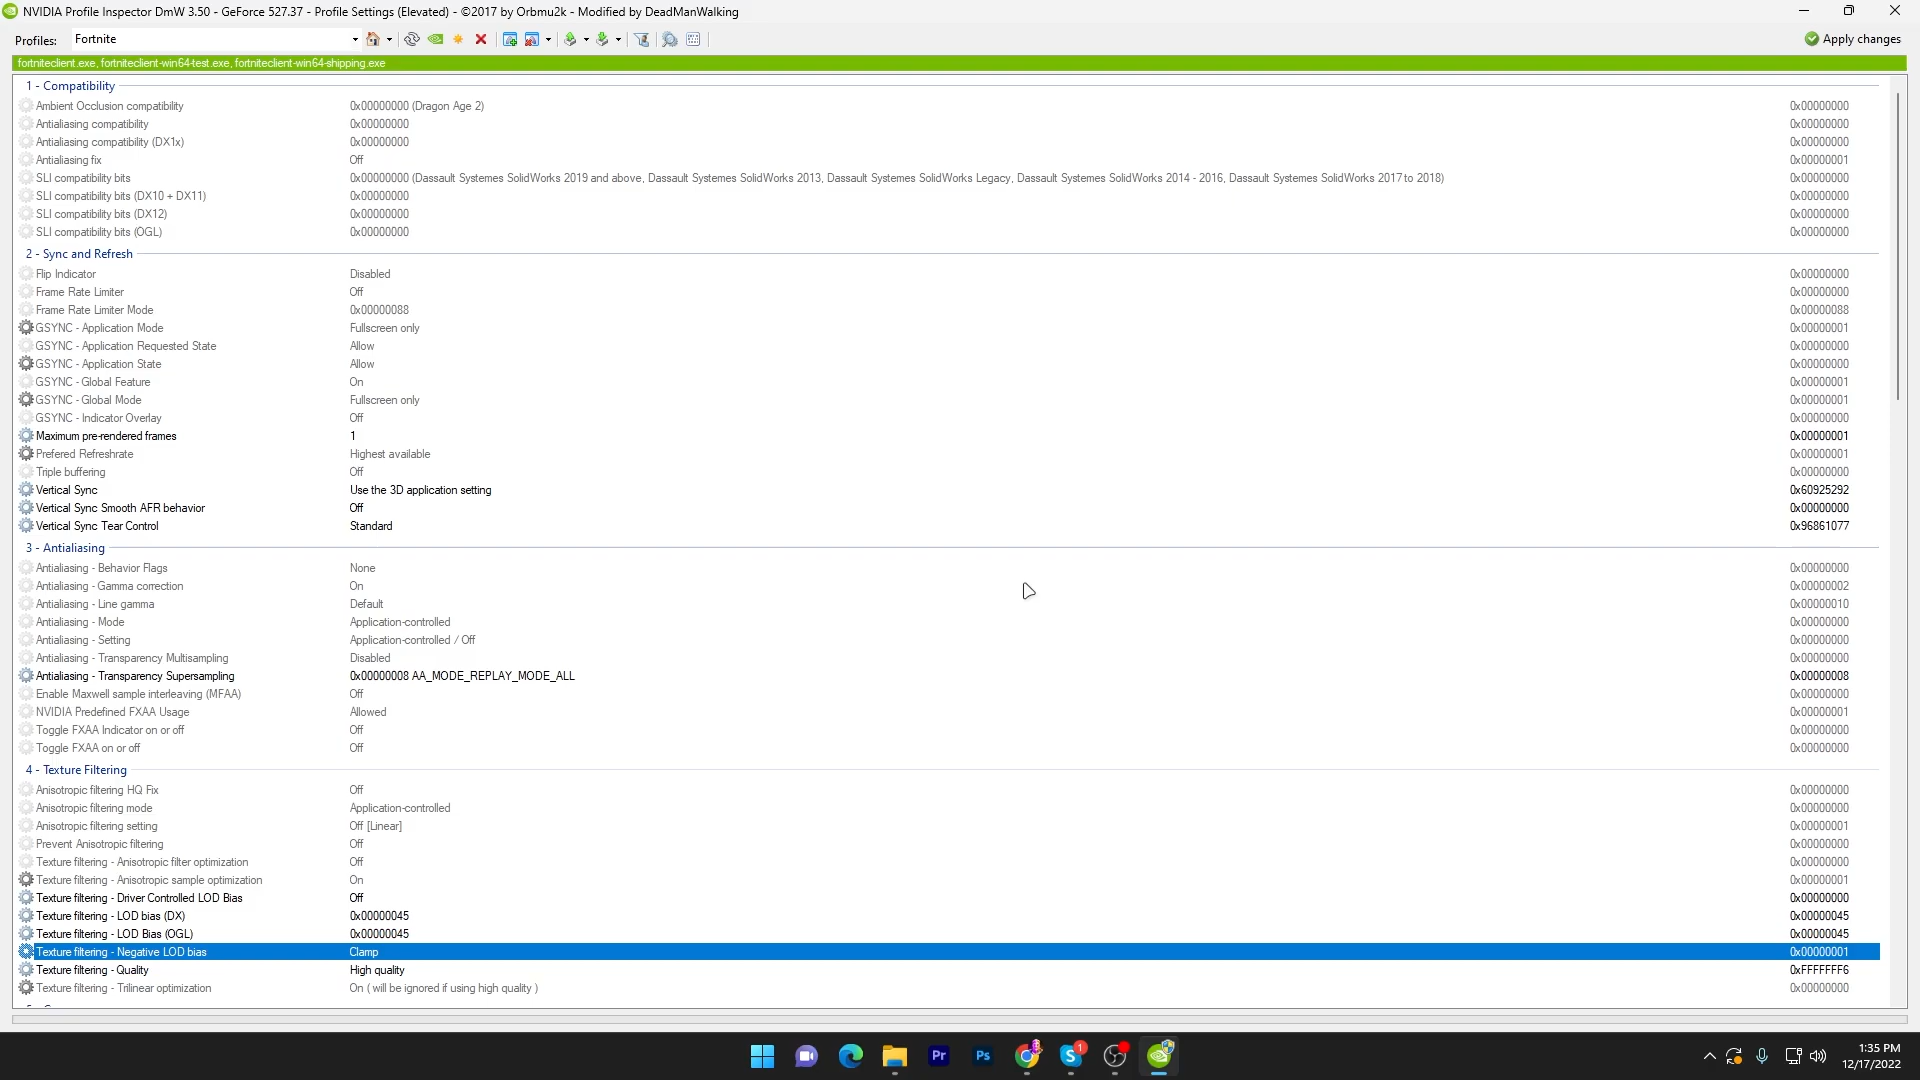 NVIDIA Profile Inspector DmW 3.50 - GeForce 527.37 - Profile Settings (Elevated) - ©2017 by Orbmu2k - Modified by DeadManWalking
Profiles: Fortnite Apply changes
fortniteclient.exe, fortniteclient-win64-test.exe, fortniteclient-win64-shipping.exe
1 - Compatibility
Ambient Occlusion compatibility 0x00000000 (Dragon Age 2) 0x00000000
Antialiasing compatibility 0x00000000 0x00000000
Antialiasing compatibility (DX1x) 0x00000000 0x00000000
Antialiasing fix Off 0x00000001
SLI compatibility bits 0x00000000 (Dassault Systemes SolidWorks 2019 and above, Dassault Systemes SolidWorks 2013, Dassault Systemes SolidWorks Legacy, Dassault Systemes SolidWorks 2014 - 2016, Dassault Systemes SolidWorks 2017 to 2018) 0x00000000
SLI compatibility bits (DX10 + DX11) 0x00000000 0x00000000
SLI compatibility bits (DX12) 0x00000000 0x00000000
SLI compatibility bits (OGL) 0x00000000 0x00000000
2 - Sync and Refresh
Flip Indicator Disabled 0x00000000
Frame Rate Limiter Off 0x00000000
Frame Rate Limiter Mode 0x00000088 0x00000088
GSYNC - Application Mode Fullscreen only 0x00000001
GSYNC - Application Requested State Allow 0x00000000
GSYNC - Application State Allow 0x00000000
GSYNC - Global Feature On 0x00000001
GSYNC - Global Mode Fullscreen only 0x00000001
GSYNC - Indicator Overlay Off 0x00000000
Maximum pre-rendered frames 1 0x00000001
Prefered Refreshrate Highest available 0x00000001
Triple buffering Off 0x00000000
Vertical Sync Use the 3D application setting 0x60925292
Vertical Sync Smooth AFR behavior Off 0x00000000
Vertical Sync Tear Control Standard 0x96861077
3 - Antialiasing
Antialiasing - Behavior Flags None 0x00000000
Antialiasing - Gamma correction On 0x00000002
Antialiasing - Line gamma Default 0x00000010
Antialiasing - Mode Application-controlled 0x00000000
Antialiasing - Setting Application-controlled / Off 0x00000000
Antialiasing - Transparency Multisampling Disabled 0x00000000
Antialiasing - Transparency Supersampling 0x00000008 AA_MODE_REPLAY_MODE_ALL 0x00000008
Enable Maxwell sample interleaving (MFAA) Off 0x00000000
NVIDIA Predefined FXAA Usage Allowed 0x00000001
Toggle FXAA Indicator on or off Off 0x00000000
Toggle FXAA on or off Off 0x00000000
4 - Texture Filtering
Anisotropic filtering HQ Fix Off 0x00000000
Anisotropic filtering mode Application-controlled 0x00000000
Anisotropic filtering setting Off [Linear] 0x00000001
Prevent Anisotropic filtering Off 0x00000000
Texture filtering - Anisotropic filter optimization Off 0x00000000
Texture filtering - Anisotropic sample optimization On 0x00000001
Texture filtering - Driver Controlled LOD Bias Off 0x00000000
Texture filtering - LOD bias (DX) 0x00000045 0x00000045
Texture filtering - LOD Bias (OGL) 0x00000045 0x00000045
Texture filtering - Negative LOD bias Clamp 0x00000001
Texture filtering - Quality High quality 0xFFFFFFF6
Texture filtering - Trilinear optimization On ( will be ignored if using high quality ) 0x00000000
Pr Ps S 1
1:35 PM
12/17/2022